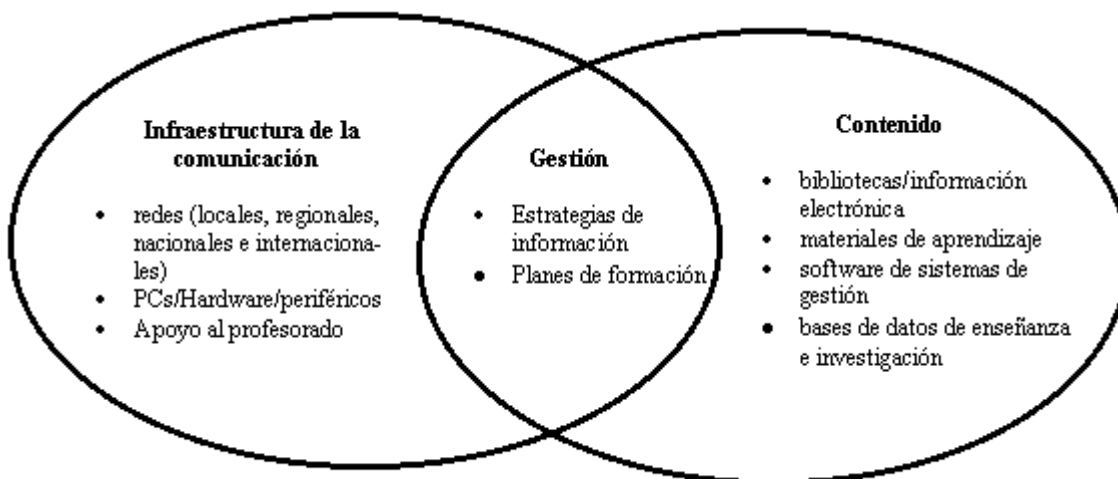 Infraestructura de la
comunicación
• redes (locales, regionales,
nacionales e internaciona-
les)
• PCs/Hardware/periféricos
• Apoyo al profesorado
Gestión
• Estrategias de
información
• Planes de formación
Contenido
• bibliotecas/información
electrónica
• materiales de aprendizaje
• software de sistemas de
gestión
• bases de datos de enseñanza
e investigación